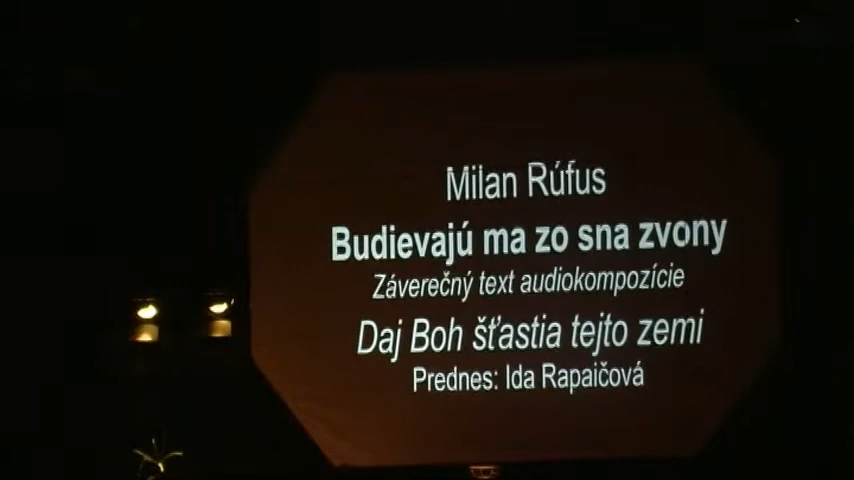 Milan Rúfus
Budievajú ma zo sna zvony
Záverečný text audiokompozície
Daj Boh šťastia tejto zemi
Prednes: Ida Rapaičová